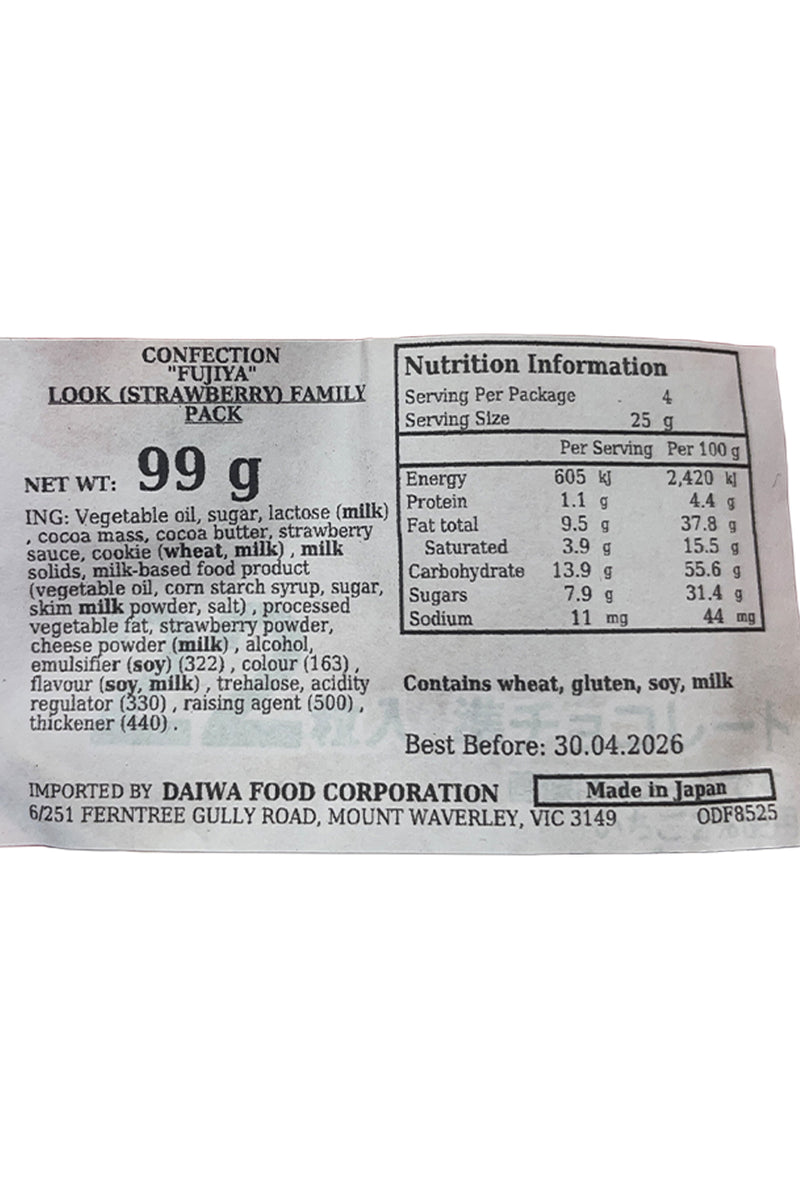 CONFECTION
"FUJIYA"
LOOK (STRAWBERRY) FAMILY
PACK
NET WT: 99 g
ING: Vegetable oil, sugar, lactose (milk)
, cocoa mass, cocoa butter, strawberry
sauce, cookie (wheat, milk) , milk
solids, milk-based food product
(vegetable oil, corn starch syrup, sugar,
skim milk powder, salt) , processed
vegetable fat, strawberry powder,
cheese powder (milk) , alcohol,
emulsifier (soy) (322) , colour (163) ,
flavour (soy, milk) , trehalose, acidity
regulator (330) , raising agent (500) ,
thickener (440) .
Nutrition Information
Serving Per Package 4
Serving Size 25 g
Per Serving Per 100 g
Energy 605 kJ 2,420 kJ
Protein 1.1 g 4.4 g
Fat total 9.5 g 37.8 g
Saturated 3.9 g 15.5 g
Carbohydrate 13.9 g 55.6 g
Sugars 7.9 g 31.4 g
Sodium 11 mg 44 mg
Contains wheat, gluten, soy, milk
Best Before: 30.04.2026
IMPORTED BY DAIWA FOOD CORPORATION
Made in Japan
6/251 FERNTREE GULLY ROAD, MOUNT WAVERLEY, VIC 3149
ODF8525